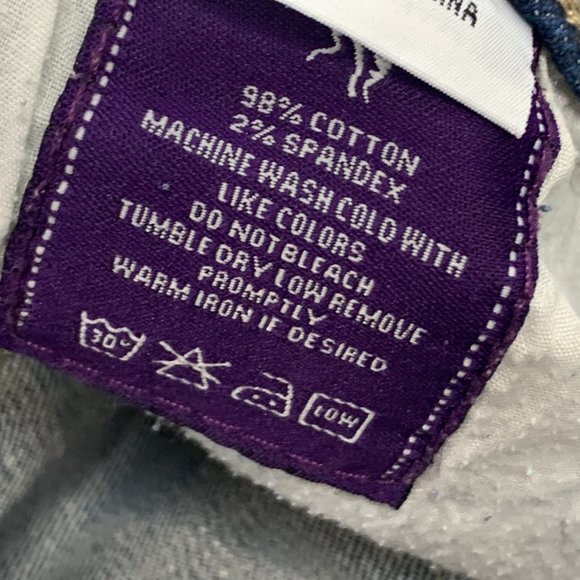 98% COTTON
2% SPANDEX
MACHINE WASH COLD WITH
LIKE COLORS
DO NOT BLEACH
TUMBLE DRY LOW REMOVE
PROMPTLY
WARM IRON IF DESIRED
30° LOW